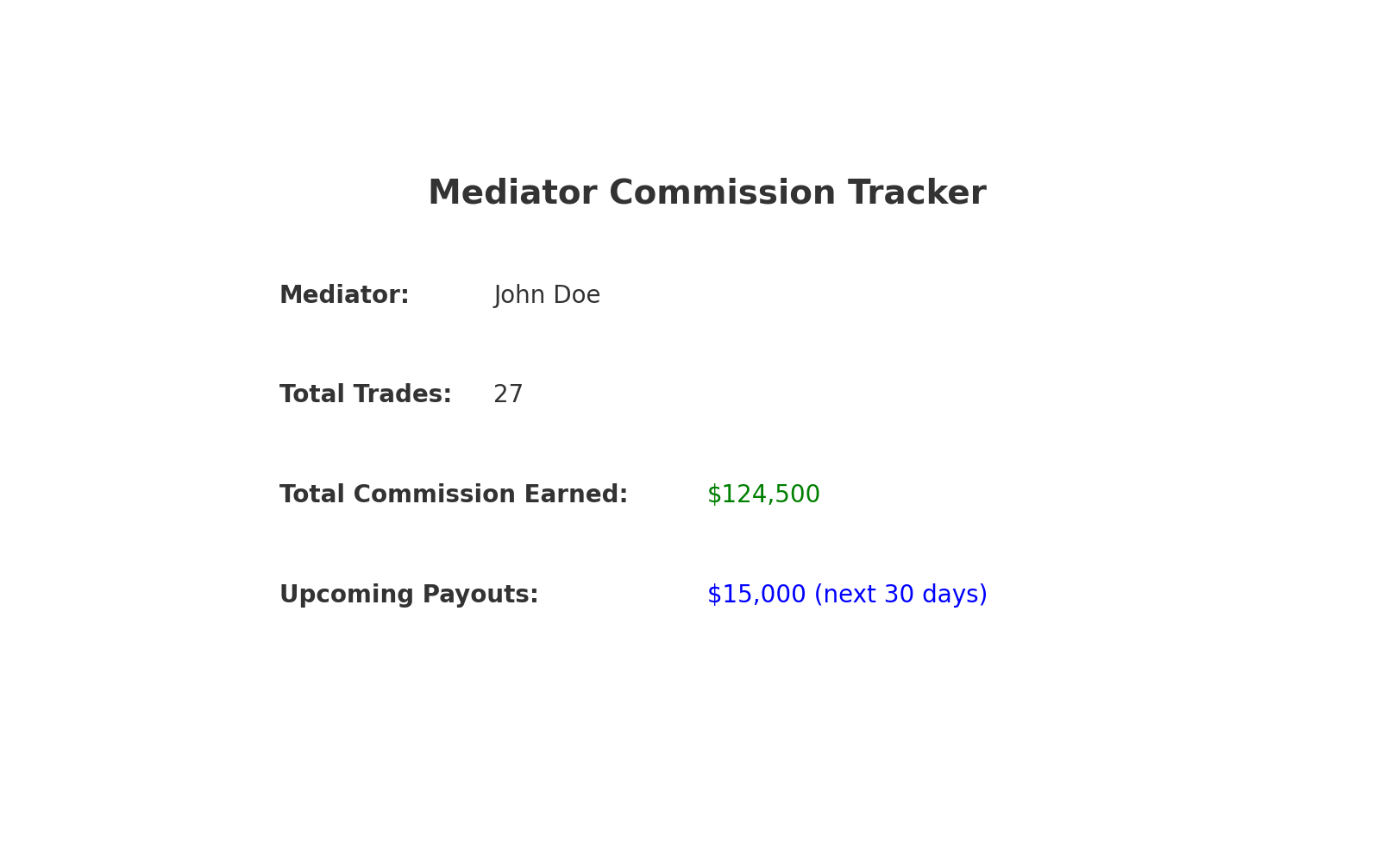 Mediator Commission Tracker
Mediator: John Doe
Total Trades: 27
Total Commission Earned: $124,500
Upcoming Payouts: $15,000 (next 30 days)